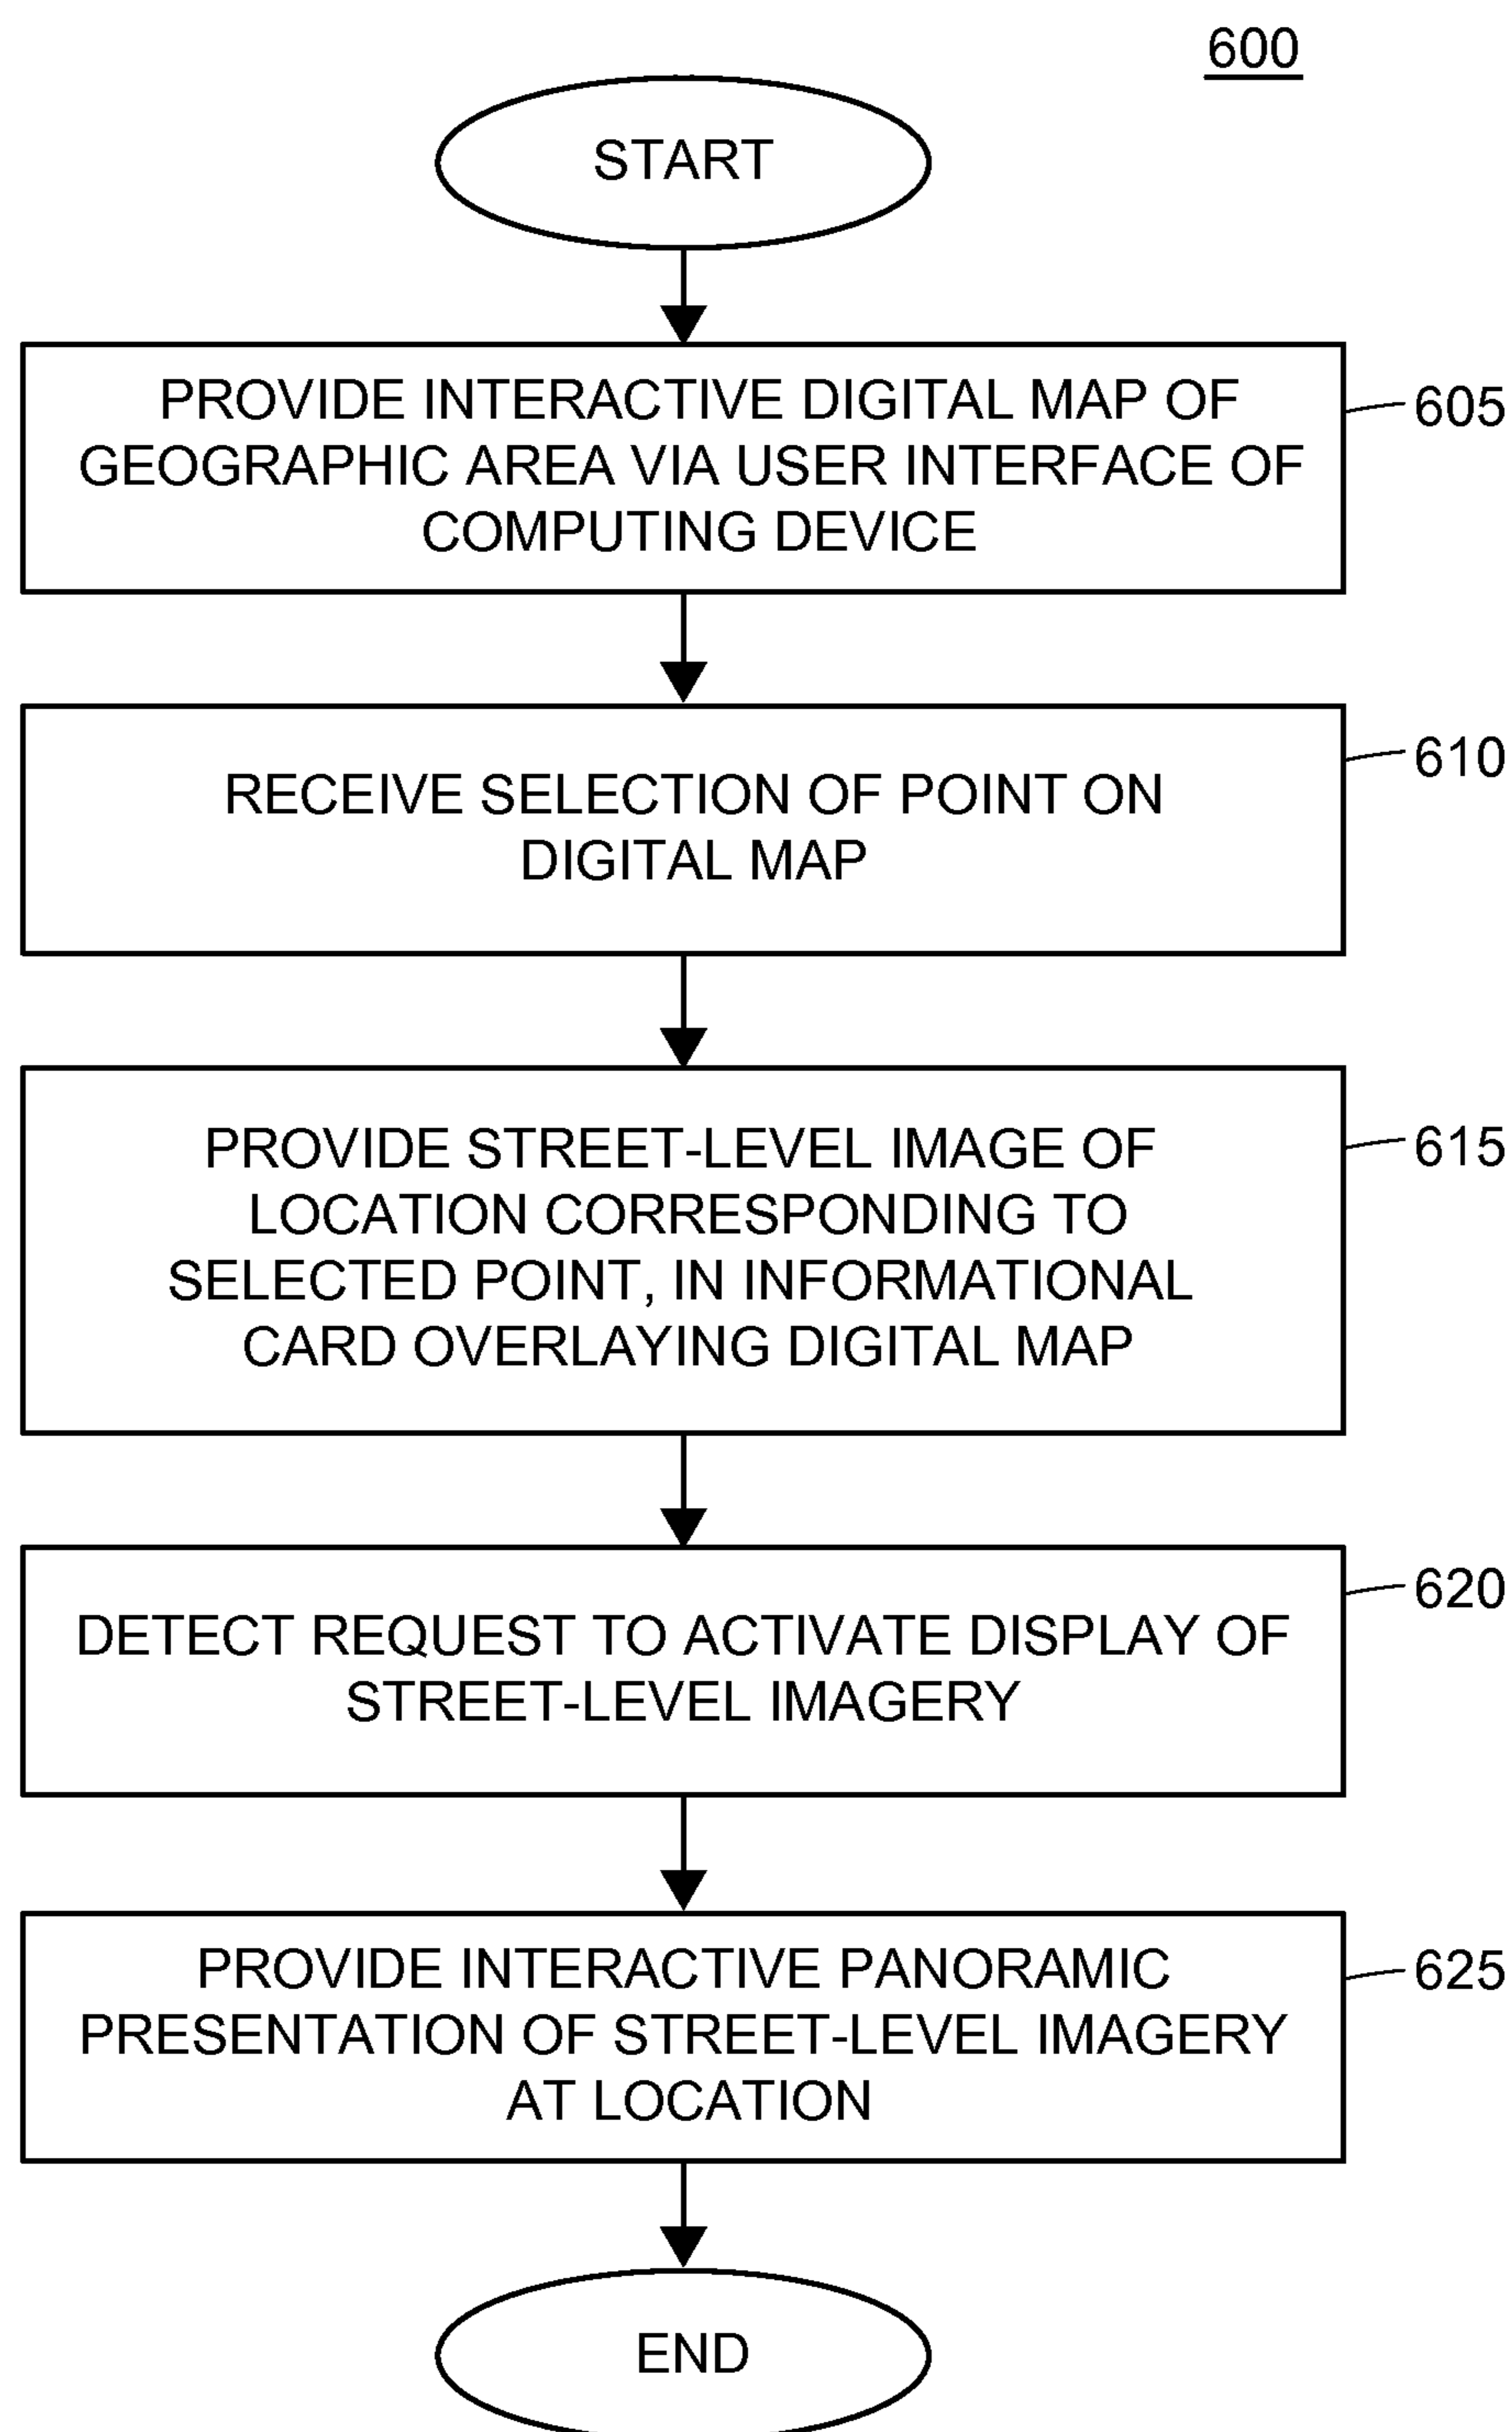 600
START
PROVIDE INTERACTIVE DIGITAL MAP OF
GEOGRAPHIC AREA VIA USER INTERFACE OF
COMPUTING DEVICE
605
RECEIVE SELECTION OF POINT ON
DIGITAL MAP
610
PROVIDE STREET-LEVEL IMAGE OF
LOCATION CORRESPONDING TO
SELECTED POINT, IN INFORMATIONAL
CARD OVERLAYING DIGITAL MAP
615
DETECT REQUEST TO ACTIVATE DISPLAY OF
STREET-LEVEL IMAGERY
620
PROVIDE INTERACTIVE PANORAMIC
PRESENTATION OF STREET-LEVEL IMAGERY
AT LOCATION
625
END